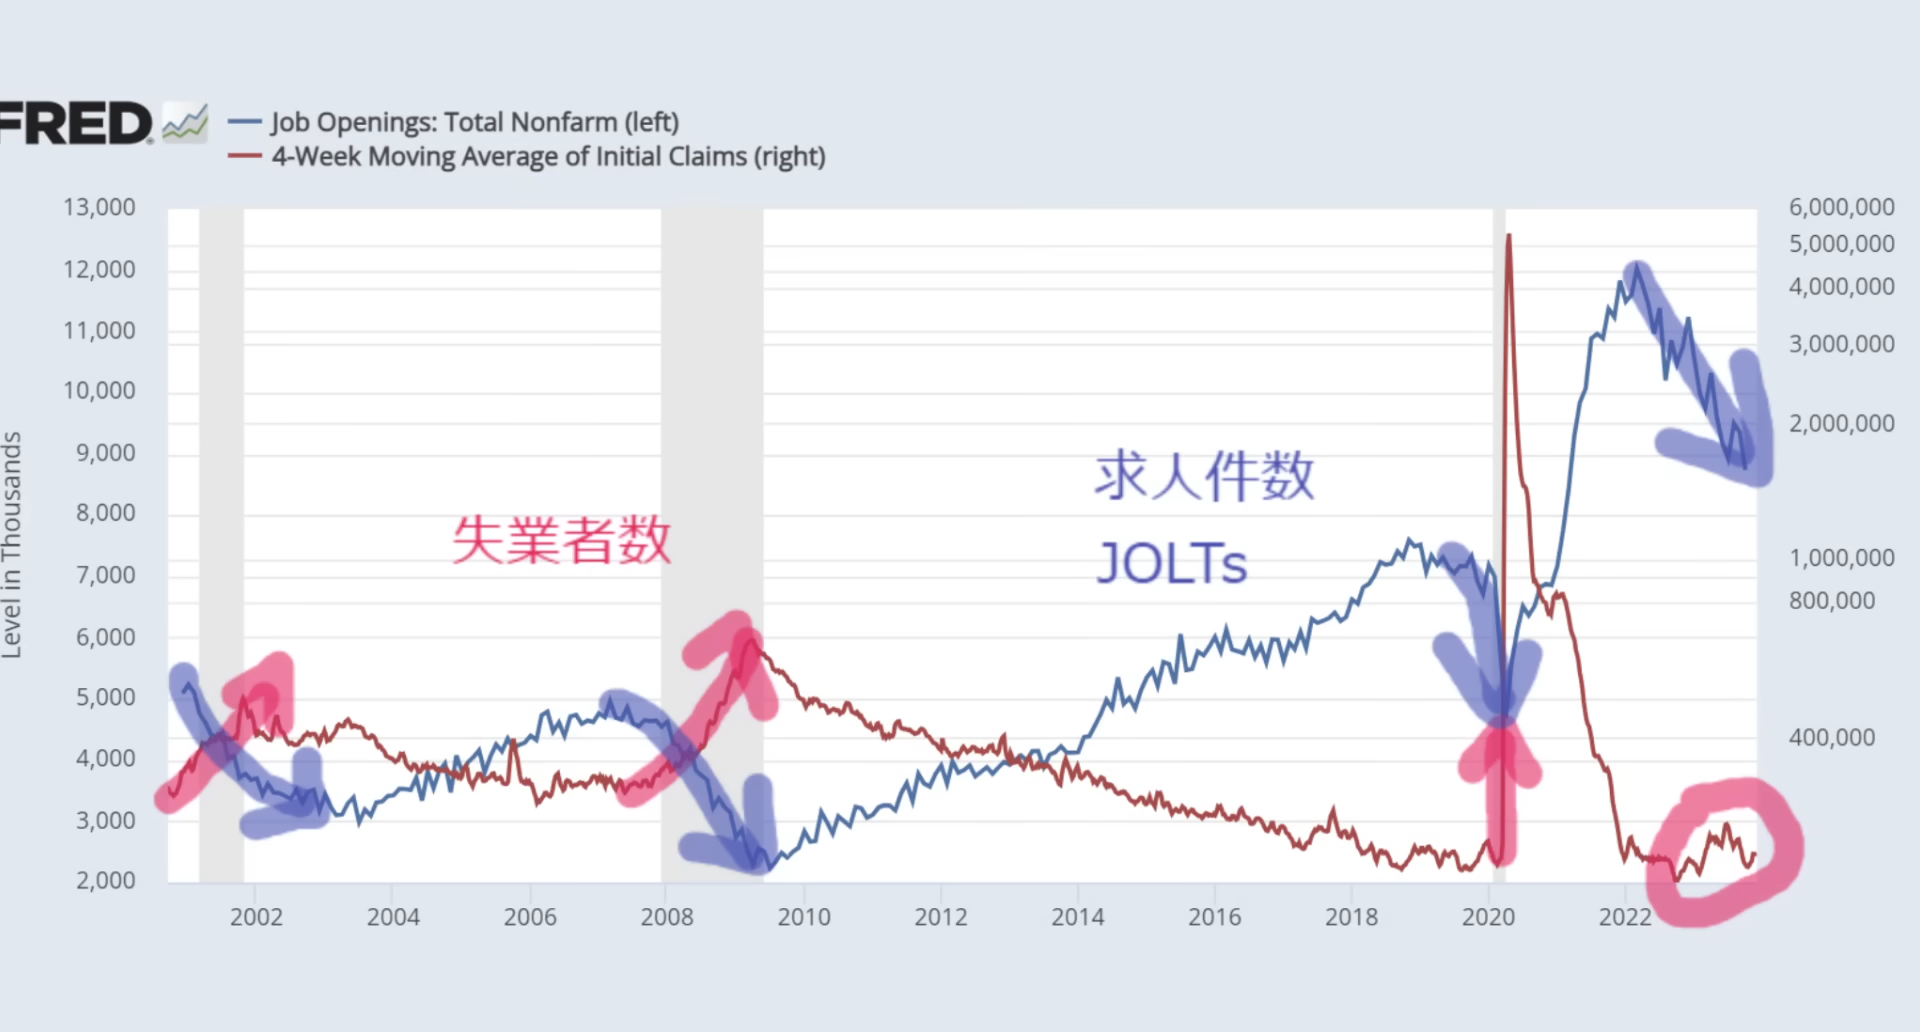 FRED
Job Openings: Total Nonfarm (left)
4-Week Moving Average of Initial Claims (right)
13,000
12,000
11,000
10,000
9,000
8,000
7,000
6,000
5,000
4,000
3,000
2,000
Level in Thousands
6,000,000
5,000,000
4,000,000
3,000,000
2,000,000
1,000,000
800,000
400,000
失業者数
求人件数
JOLTs
2002 2004 2006 2008 2010 2012 2014 2016 2018 2020 2022